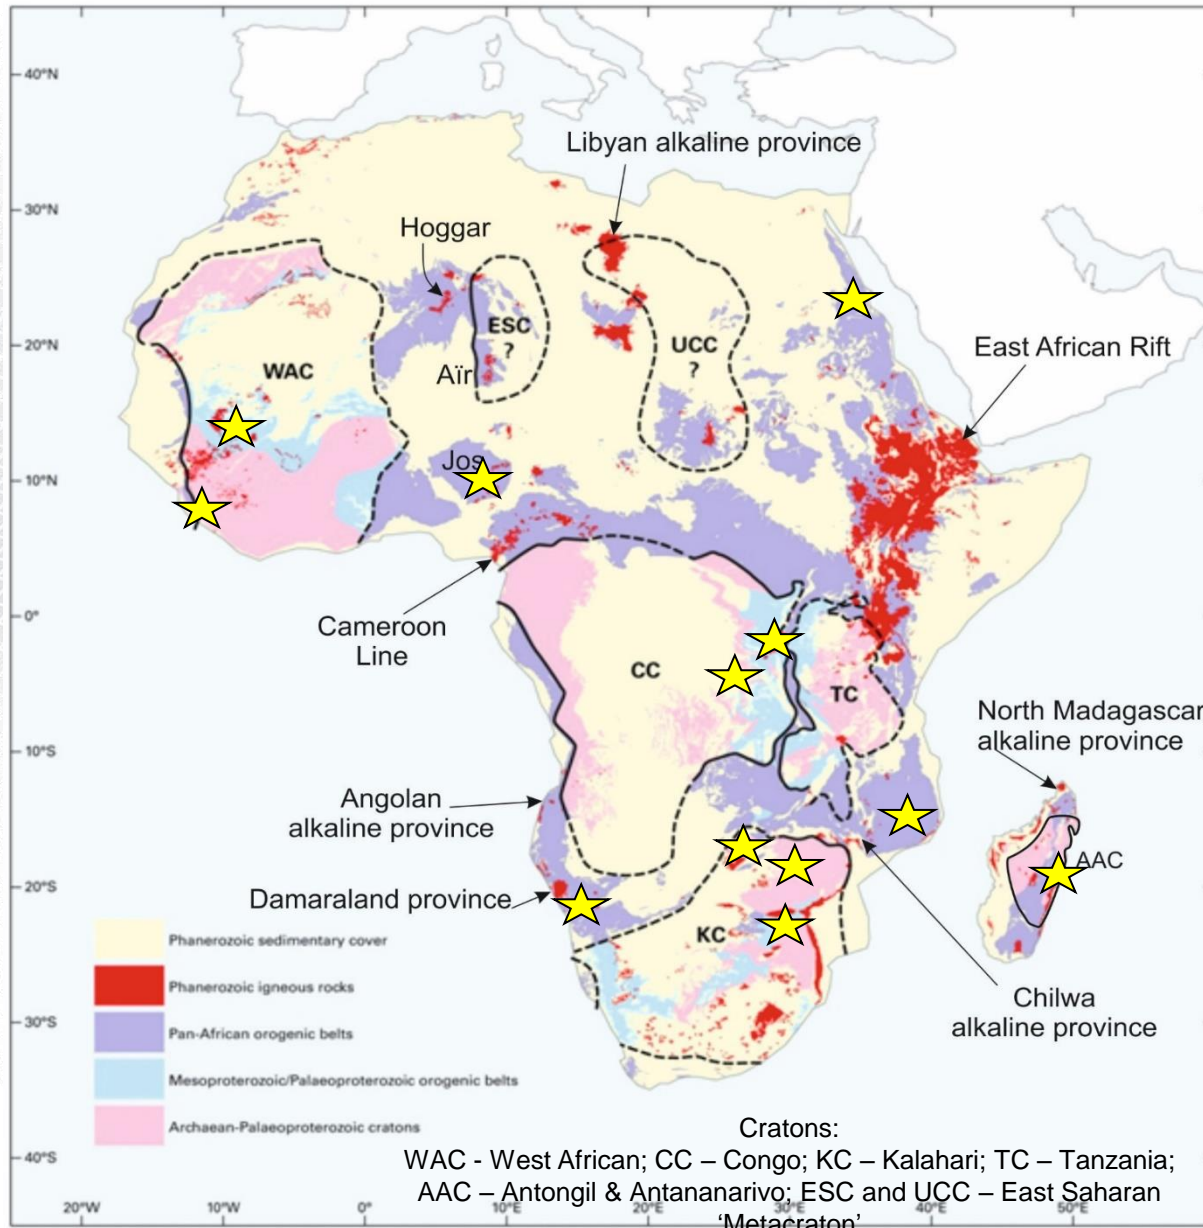 40°N
Libyan alkaline province
30°N
Hoggar
ESC
?
20°N
UCC
?
East African Rift
WAC
Aïr
Jos
10°N
Cameroon
Line
0°
CC
TC
North Madagascar
alkaline province
10°S
Angolan
alkaline province
AAC
20°S
Damaraland province
KC
Phanerozoic sedimentary cover
Phanerozoic igneous rocks
Chilwa
alkaline province
30°S
Pan-African orogenic belts
Mesoproterozoic/Palaeoproterozoic orogenic belts
Archaean-Palaeoproterozoic cratons
Cratons:
40°S
WAC - West African; CC – Congo; KC – Kalahari; TC – Tanzania;
AAC – Antongil & Antananarivo; ESC and UCC – East Saharan
'Metacraton'
20°W 10°W 0° 10°E 30°E 40°E 50°E